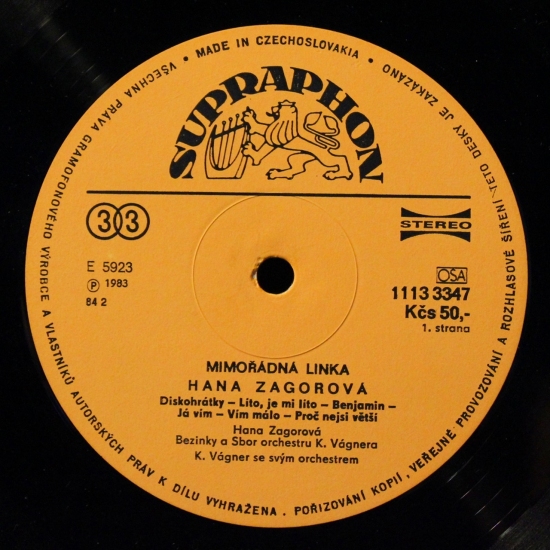 • MADE IN CZECHOSLOVAKIA •
VŠECHNA PRÁVA GRAMOFONOVÉHO VÝROBCE A VLASTNÍKŮ AUTORSKÝCH PRÁV K DÍLU VYHRAŽENA . POŘIZOVÁNÍ KOPIÍ, VEŘEJNÉ PROVOZOVÁNÍ A ROZHLASOVÉ ŠÍŘENÍ TÉTO DESKY JE ZAKÁZÁNO
SUPRAPHON
33
STEREO
E 5923
OSA
Ⓟ 1983
1113 3347
84 2
Kčs 50,-
1. strana
MIMOŘÁDNÁ LINKA
HANA ZAGOROVÁ
Diskohrátky – Líto, je mi líto – Benjamin –
Já vím – Vím málo – Proč nejsi větší
Hana Zagorová
Bezinky a Sbor orchestru K. Vágnera
K. Vágner se svým orchestrem